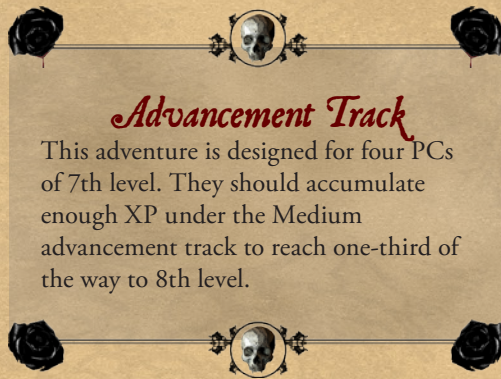 Advancement Track
This adventure is designed for four PCs
of 7th level. They should accumulate
enough XP under the Medium
advancement track to reach one-third of
the way to 8th level.